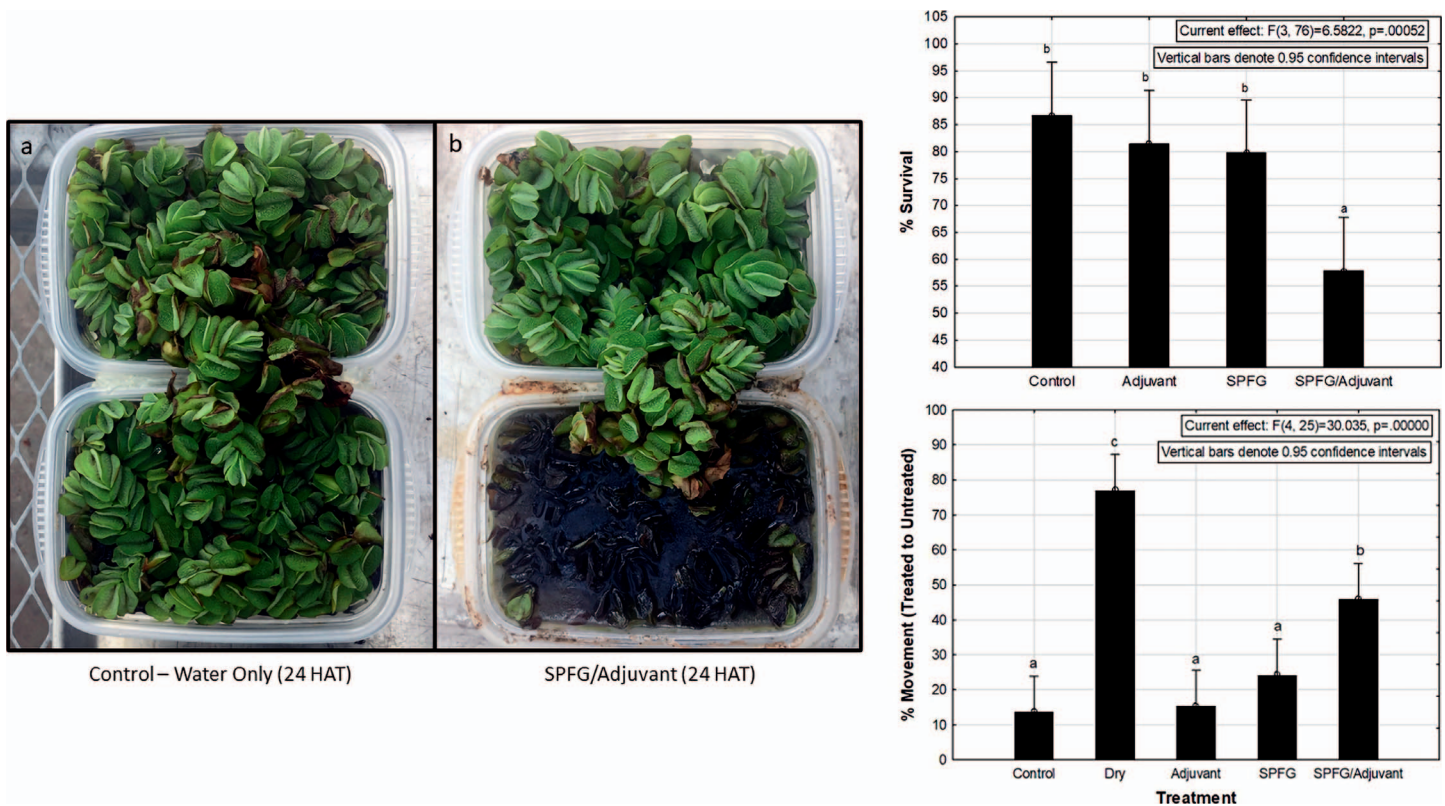 a
b
Control – Water Only (24 HAT)
SPFG/Adjuvant (24 HAT)
105
100
95
90
85
80
75
70
65
60
55
50
45
40
% Survival
Current effect: F(3, 76)=6.5822, p=.00052
Vertical bars denote 0.95 confidence intervals
b
b
b
a
Control
Adjuvant
SPFG
SPFG/Adjuvant
100
90
80
70
60
50
40
30
20
10
0
% Movement (Treated to Untreated)
Current effect: F(4, 25)=30.035, p=.00000
Vertical bars denote 0.95 confidence intervals
a
c
a
a
b
Control
Dry
Adjuvant
SPFG
SPFG/Adjuvant
Treatment